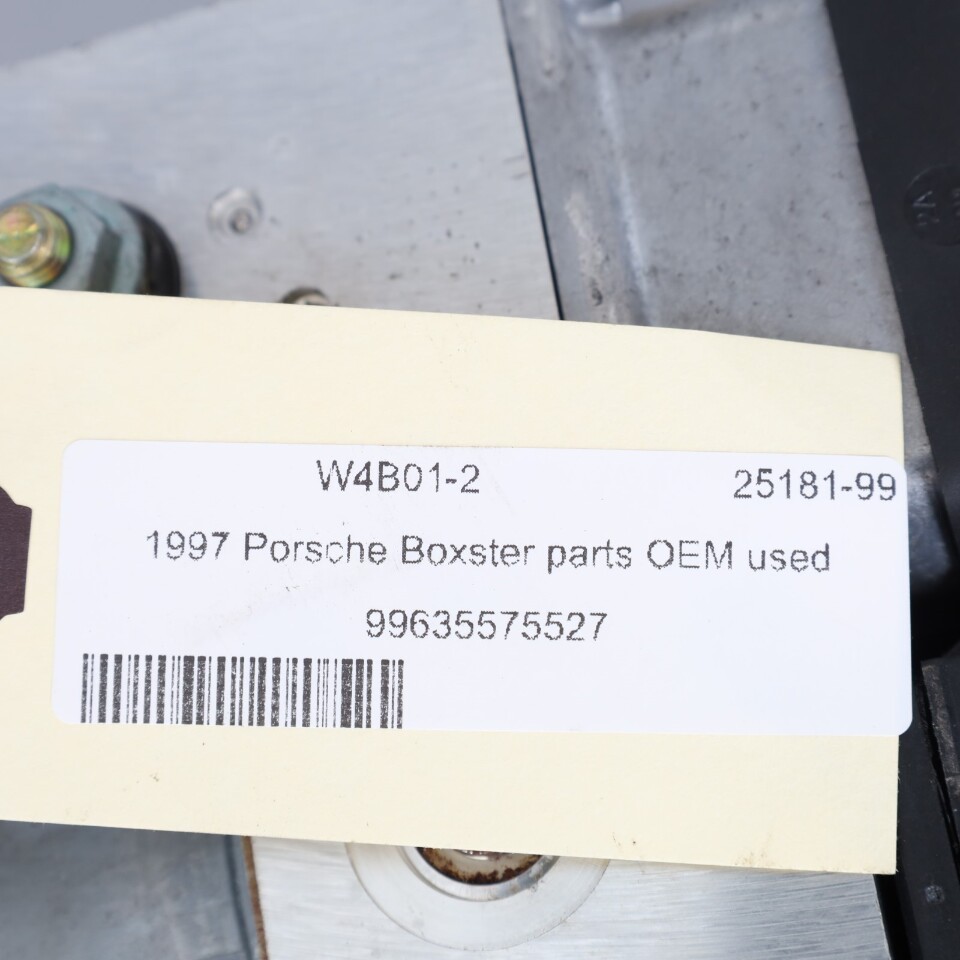 W4B01-2 25181-99
1997 Porsche Boxster parts OEM used
99635575527